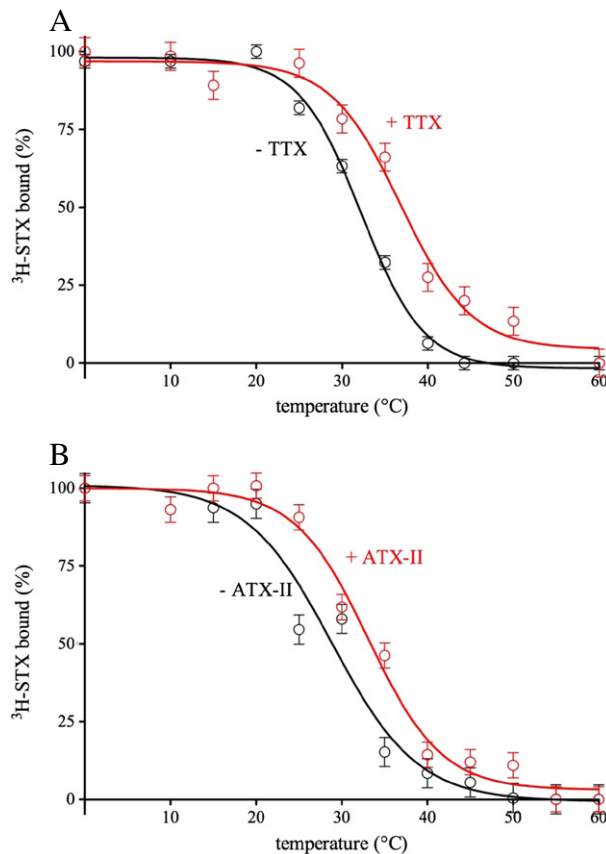 A
100
75
50
25
0
³H-STX bound (%)
+ TTX
- TTX
10 20 30 40 50 60
temperature (°C)
B
100
75
50
25
0
³H-STX bound (%)
+ ATX-II
- ATX-II
10 20 30 40 50 60
temperature (°C)